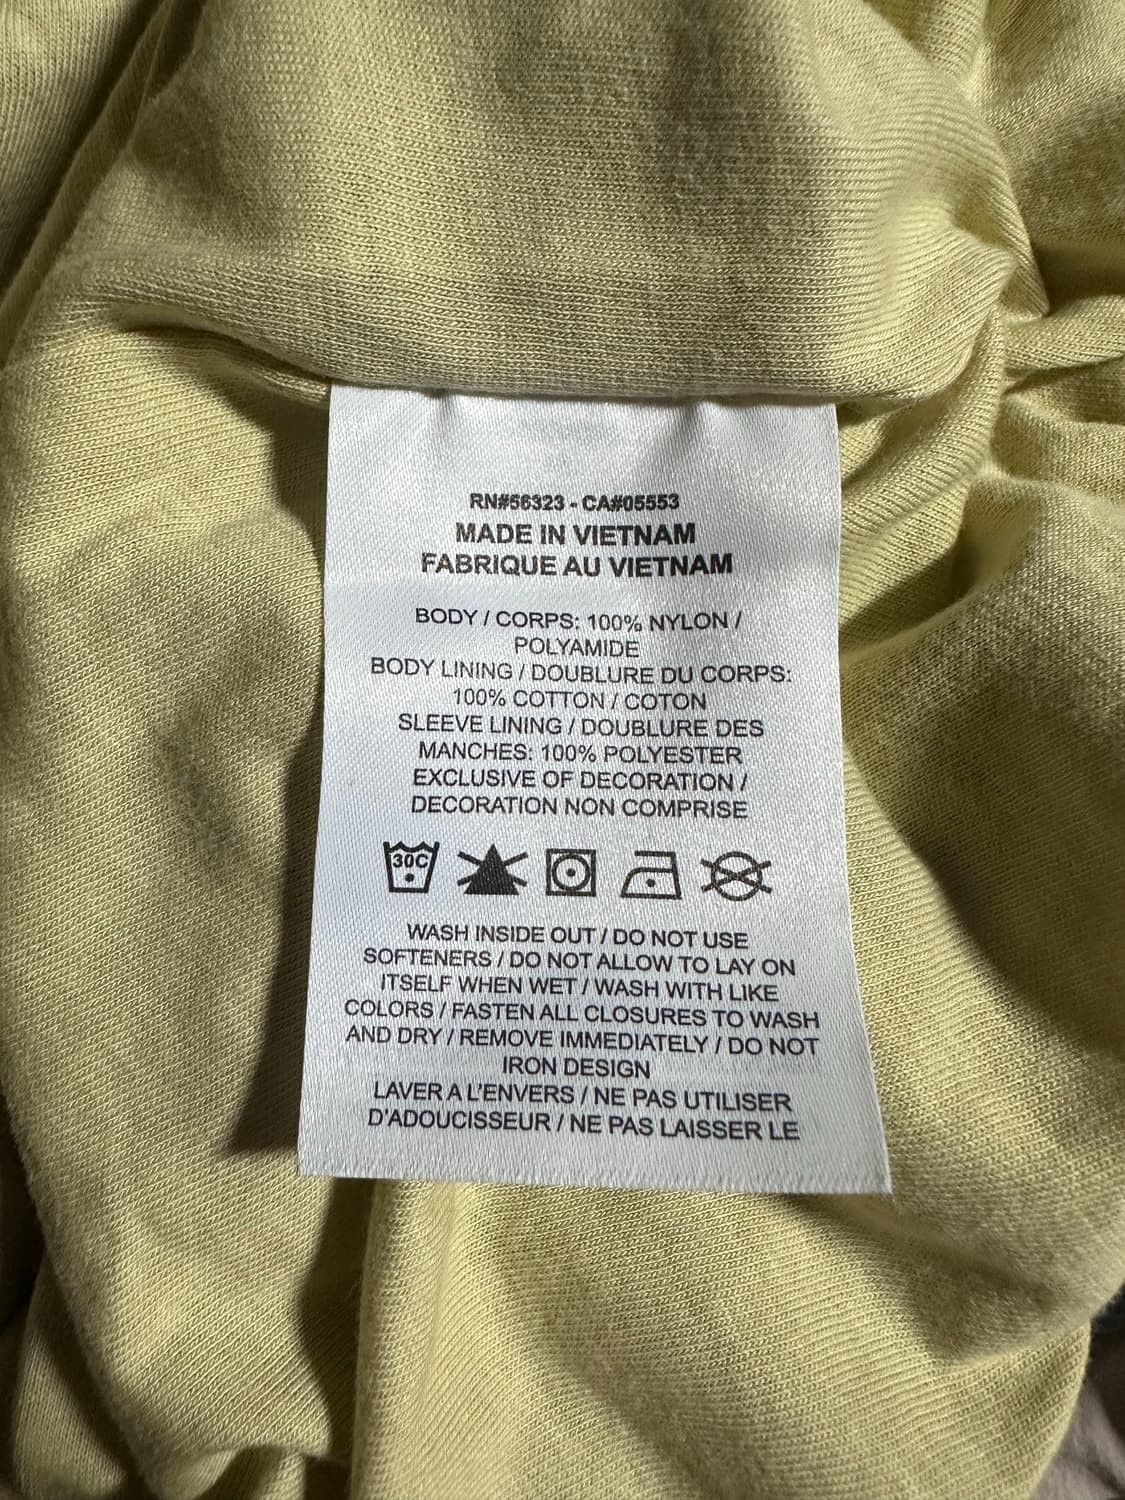 RN#56323 - CA#05553
MADE IN VIETNAM
FABRIQUE AU VIETNAM
BODY / CORPS: 100% NYLON /
POLYAMIDE
BODY LINING / DOUBLURE DU CORPS:
100% COTTON / COTON
SLEEVE LINING / DOUBLURE DES
MANCHES: 100% POLYESTER
EXCLUSIVE OF DECORATION /
DECORATION NON COMPRISE
30C
WASH INSIDE OUT / DO NOT USE
SOFTENERS / DO NOT ALLOW TO LAY ON
ITSELF WHEN WET / WASH WITH LIKE
COLORS / FASTEN ALL CLOSURES TO WASH
AND DRY / REMOVE IMMEDIATELY / DO NOT
IRON DESIGN
LAVER A L'ENVERS / NE PAS UTILISER
D'ADOUCISSEUR / NE PAS LAISSER LE